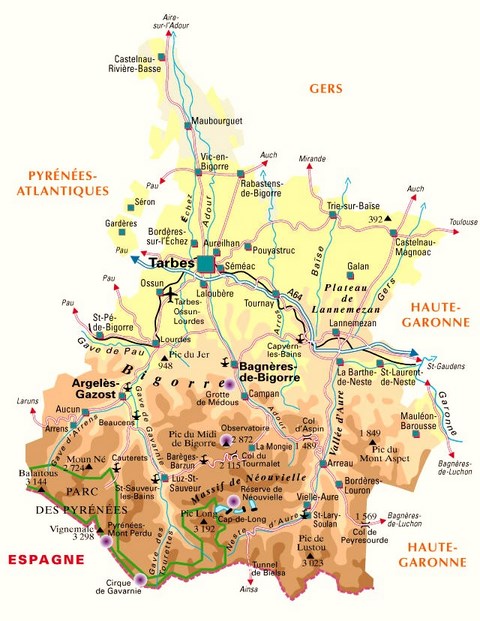 Aire-
sur-l'Adour
Castelnau-
Rivière-Basse
GERS
Maubourguet
Vic-en-
Bigorre
Auch
Mirande
PYRÉNÉES-
ATLANTIQUES
Pau
Rabastens-
de-Bigorre
Auch
Séron
Échez
Adour
Trie-sur-Baïse
392
Toulouse
Gardères
Bordères-
sur-l'Échez
Aureilhan
Pouyastruc
Castelnau-
Magnoac
Pau
Tarbes
Séméac
Baïse
Galan
Gers
Pau
Ossun
Laloubère
Tarbes-
Ossun-
Lourdes
Tournay
A64
Plateau
de
Lannemezan
HAUTE-
GARONNE
Pau
St-Pé-
de-Bigorre
Arros
Lannemezan
Gave de Pau
Lourdes
Capvern-
les-Bains
Pic du Jer
948
St-Gaudens
Bigorre
Bagnères-
de-Bigorre
La Barthe-
de-Neste
St-Laurent-
de-Neste
Argelès-
Gazost
Grotte
de Médous
Campan
Garonne
Laruns
Aucun
Arrens
Beaucens
Gave de Gavarnie
Adour
Vallée d'Aure
Mauléon-
Barousse
Gave d'Arrens
Observatoire
Pic du Midi
de Bigorre
2 872
Col
d'Aspin
1 489
1 849
Pic du
Mont Aspet
Bagnères-
de-Luchon
Moun Né
2 724
Cauterets
Barèges-
Barzun
La Mongie
2 115
Col du
Tourmalet
Arreau
Balaïtous
3 144
PARC
DES PYRÉNÉES
St-Sauveur-
les-Bains
Luz-St-
Sauveur
Massif de Néouvielle
Réserve de
Néouvielle
Bordères-
Louron
Vielle-Aure
Pic Long
3 192
Cap-de-Long
St-Lary-
Soulan
1 569
Col de
Peyresourde
Bagnères-
de-Luchon
Vignemale
3 298
Pyrénées-
Mont Perdu
Neste d'Aure
Pic de
Lustou
3 023
HAUTE-
GARONNE
ESPAGNE
Cirque
de Gavarnie
Gave des
Tourettes
Tunnel
de Bielsa
Ainsa